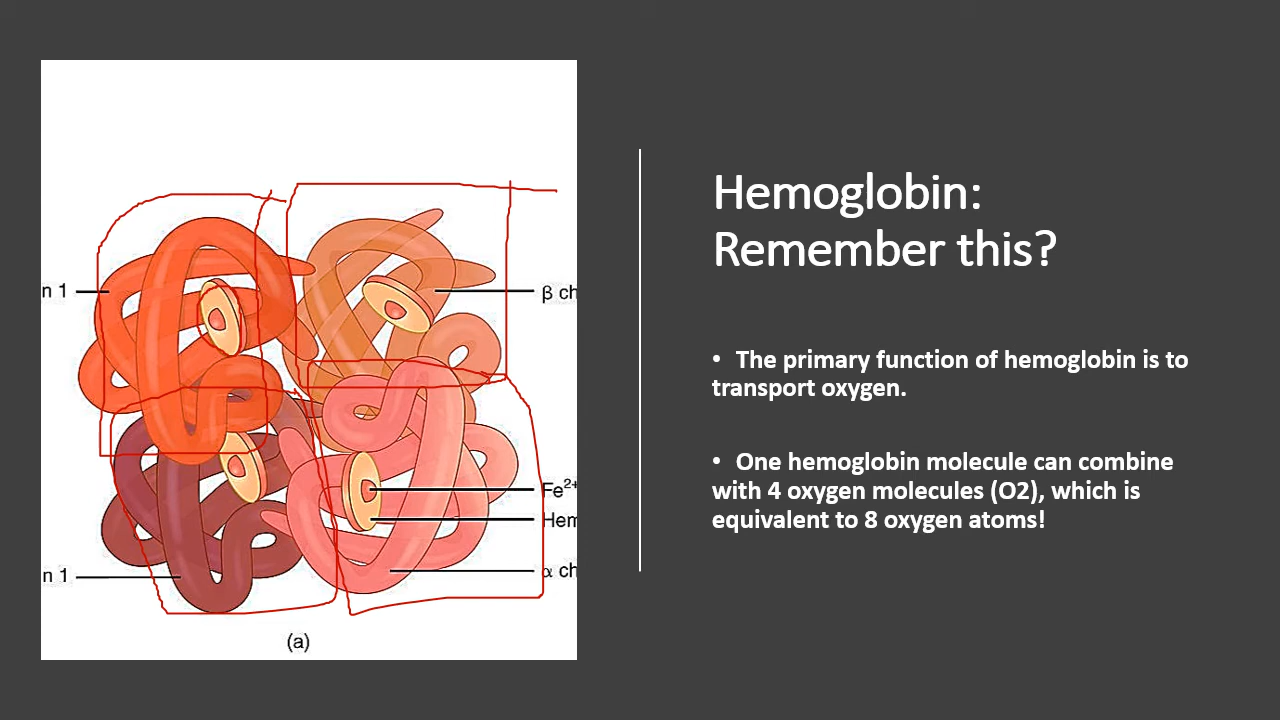 Hemoglobin:
Remember this?
• The primary function of hemoglobin is to
transport oxygen.
• One hemoglobin molecule can combine
with 4 oxygen molecules (O2), which is
equivalent to 8 oxygen atoms!
n 1
β ch
Fe2+
Hem
n 1
α ch
(a)